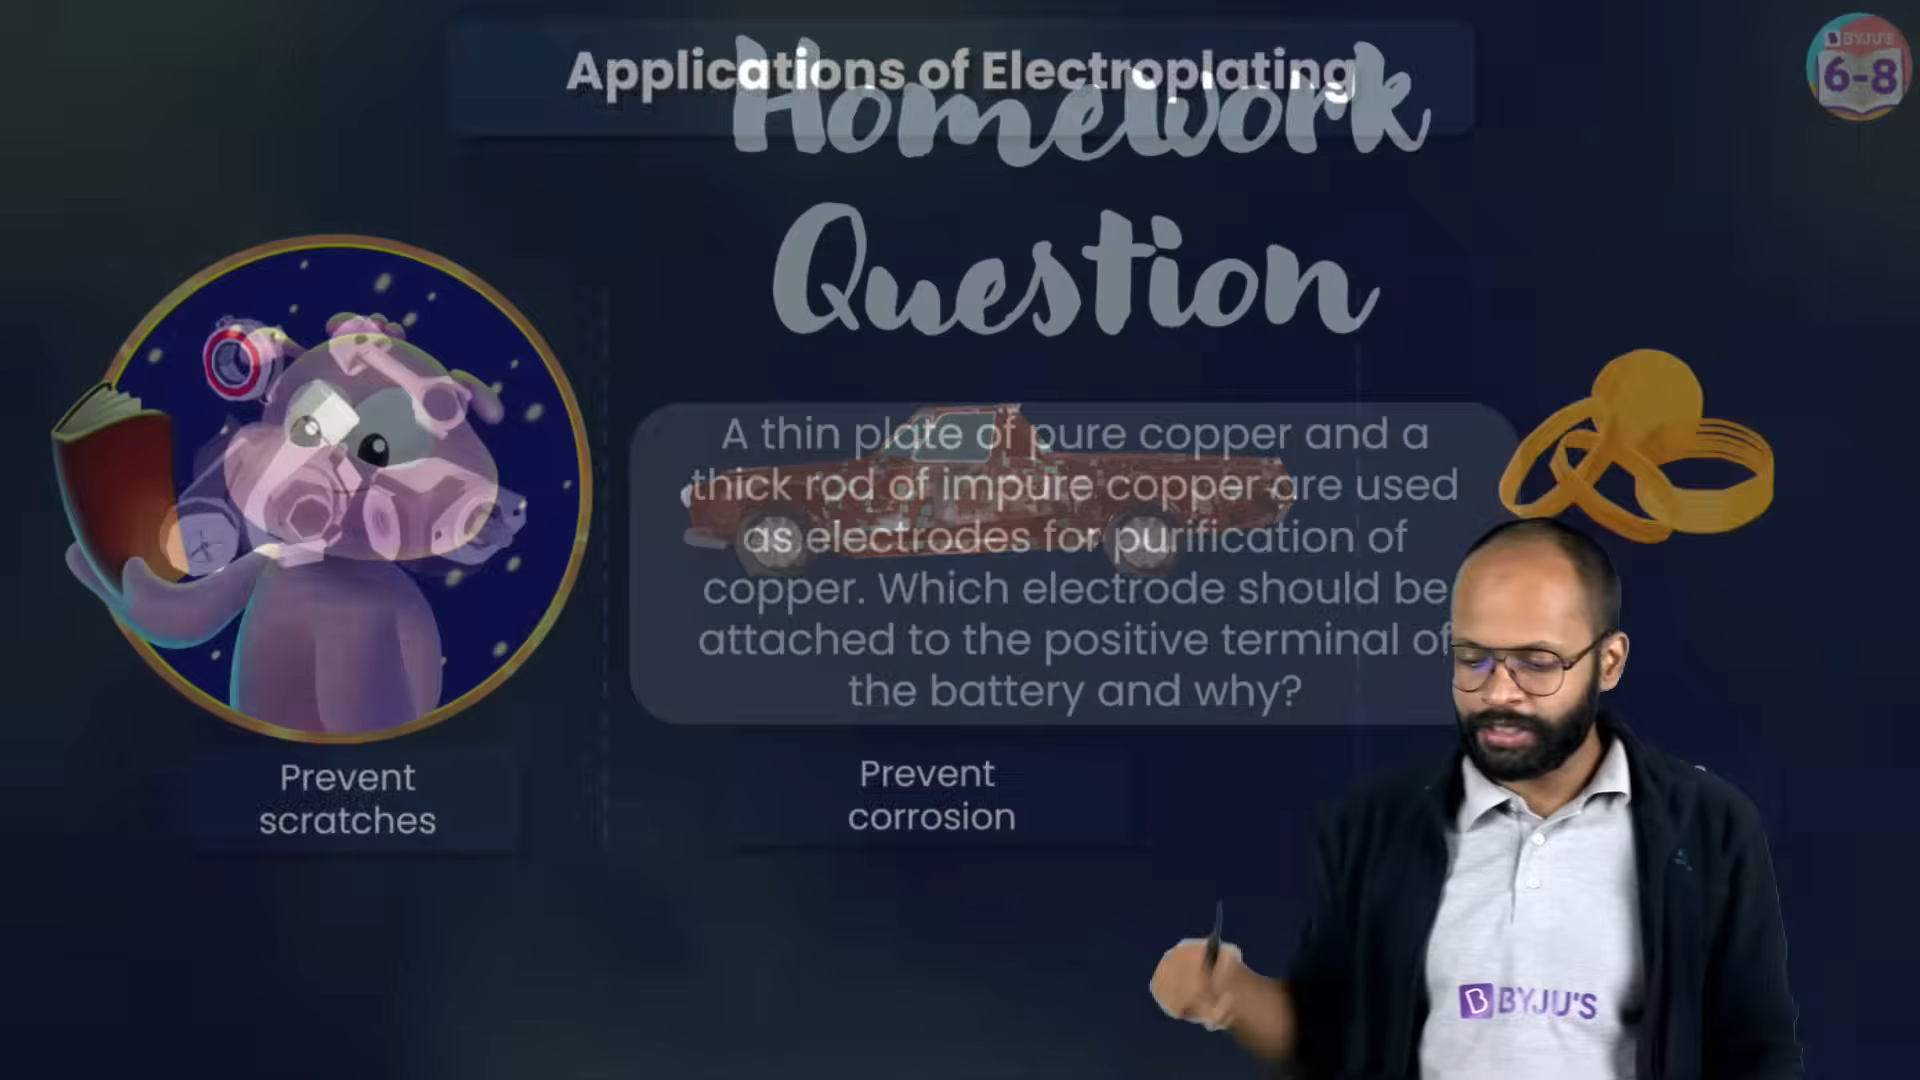 Applications of Electroplating
Homework
Question
BYJU'S
6-8
A thin plate of pure copper and a
thick rod of impure copper are used
as electrodes for purification of
copper. Which electrode should be
attached to the positive terminal of
the battery and why?
Prevent
scratches
Prevent
corrosion
BYJU'S